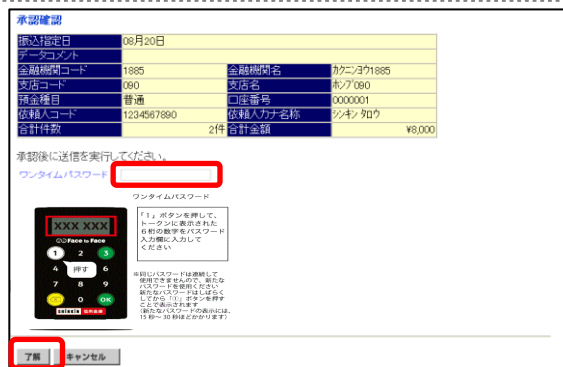 承認確認
振込指定日 08月20日
データコメント
金融機関コード 1885 金融機関名 カクニンヨウ1885
支店コード 090 支店名 ホンテ゛090
預金種目 普通 口座番号 0000001
依頼人コード 1234567890 依頼人カナ名称 シンキン タロウ
合計件数 2件 合計金額 ¥8,000
承認後に送信を実行してください。
ワンタイムパスワード
ワンタイムパスワード
「1」ボタンを押して、
トークンに表示された
6桁の数字をパスワード
入力欄に入力して
ください
XXX XXX
Face to Face
1 2 3
4 押す 6
7 8 9
0 OK
※同じパスワードは連続して
使用できませんので、新たな
パスワードを使用ください
新たなパスワードはしばらく
してから「①」ボタンを押す
ことで表示されます
(新たなパスワードの表示には、
15秒～30秒ほどかかります)
了解 キャンセル